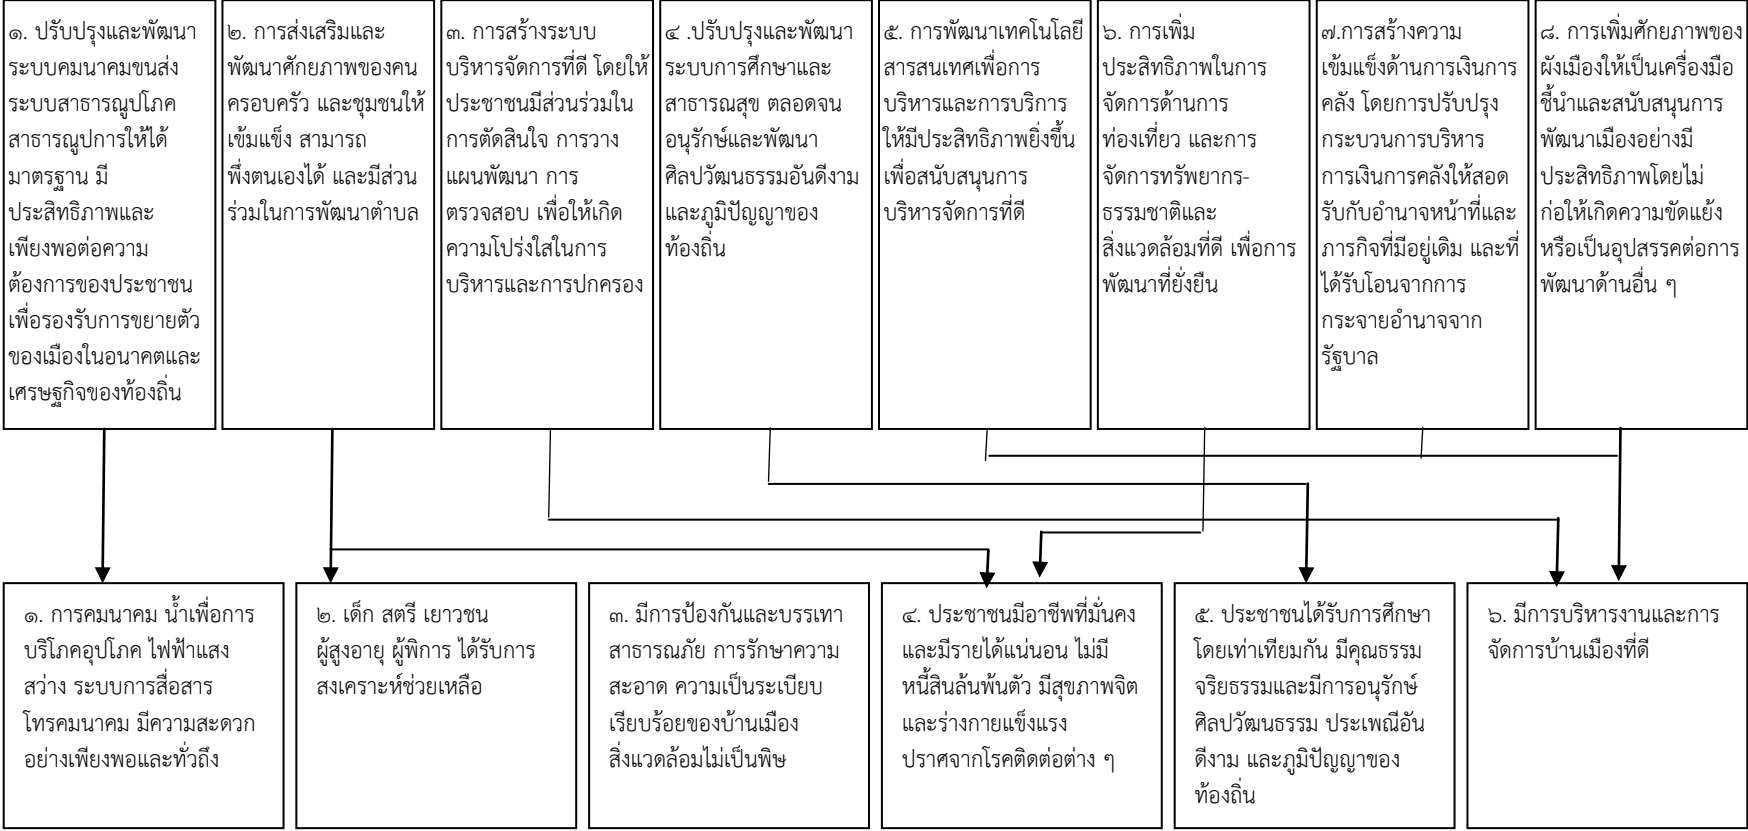 ๑. ปรับปรุงและพัฒนา
ระบบคมนาคมขนส่ง
ระบบสาธารณูปโภค
สาธารณูปการให้ได้
มาตรฐาน มี
ประสิทธิภาพและ
เพียงพอต่อความ
ต้องการของประชาชน
เพื่อรองรับการขยายตัว
ของเมืองในอนาคตและ
เศรษฐกิจของท้องถิ่น
๒. การส่งเสริมและ
พัฒนาศักยภาพของคน
ครอบครัว และชุมชนให้
เข้มแข็ง สามารถ
พึ่งตนเองได้ และมีส่วน
ร่วมในการพัฒนาตำบล
๓. การสร้างระบบ
บริหารจัดการที่ดี โดยให้
ประชาชนมีส่วนร่วมใน
การตัดสินใจ การวาง
แผนพัฒนา การ
ตรวจสอบ เพื่อให้เกิด
ความโปร่งใสในการ
บริหารและการปกครอง
๔ .ปรับปรุงและพัฒนา
ระบบการศึกษาและ
สาธารณสุข ตลอดจน
อนุรักษ์และพัฒนา
ศิลปวัฒนธรรมอันดีงาม
และภูมิปัญญาของ
ท้องถิ่น
๕. การพัฒนาเทคโนโลยี
สารสนเทศเพื่อการ
บริหารและการบริการ
ให้มีประสิทธิภาพยิ่งขึ้น
เพื่อสนับสนุนการ
บริหารจัดการที่ดี
๖. การเพิ่ม
ประสิทธิภาพในการ
จัดการด้านการ
ท่องเที่ยว และการ
จัดการทรัพยากร-
ธรรมชาติและ
สิ่งแวดล้อมที่ดี เพื่อการ
พัฒนาที่ยั่งยืน
๗.การสร้างความ
เข้มแข็งด้านการเงินการ
คลัง โดยการปรับปรุง
กระบวนการบริหาร
การเงินการคลังให้สอด
รับกับอำนาจหน้าที่และ
ภารกิจที่มีอยู่เดิม และที่
ได้รับโอนจากการ
กระจายอำนาจจาก
รัฐบาล
๘. การเพิ่มศักยภาพของ
ผังเมืองให้เป็นเครื่องมือ
ชี้นำและสนับสนุนการ
พัฒนาเมืองอย่างมี
ประสิทธิภาพโดยไม่
ก่อให้เกิดความขัดแย้ง
หรือเป็นอุปสรรคต่อการ
พัฒนาด้านอื่น ๆ
๑. การคมนาคม น้ำเพื่อการ
บริโภคอุปโภค ไฟฟ้าแสง
สว่าง ระบบการสื่อสาร
โทรคมนาคม มีความสะดวก
อย่างเพียงพอและทั่วถึง
๒. เด็ก สตรี เยาวชน
ผู้สูงอายุ ผู้พิการ ได้รับการ
สงเคราะห์ช่วยเหลือ
๓. มีการป้องกันและบรรเทา
สาธารณภัย การรักษาความ
สะอาด ความเป็นระเบียบ
เรียบร้อยของบ้านเมือง
สิ่งแวดล้อมไม่เป็นพิษ
๔. ประชาชนมีอาชีพที่มั่นคง
และมีรายได้แน่นอน ไม่มี
หนี้สินล้นพ้นตัว มีสุขภาพจิต
และร่างกายแข็งแรง
ปราศจากโรคติดต่อต่าง ๆ
๕. ประชาชนได้รับการศึกษา
โดยเท่าเทียมกัน มีคุณธรรม
จริยธรรมและมีการอนุรักษ์
ศิลปวัฒนธรรม ประเพณีอัน
ดีงาม และภูมิปัญญาของ
ท้องถิ่น
๖. มีการบริหารงานและการ
จัดการบ้านเมืองที่ดี